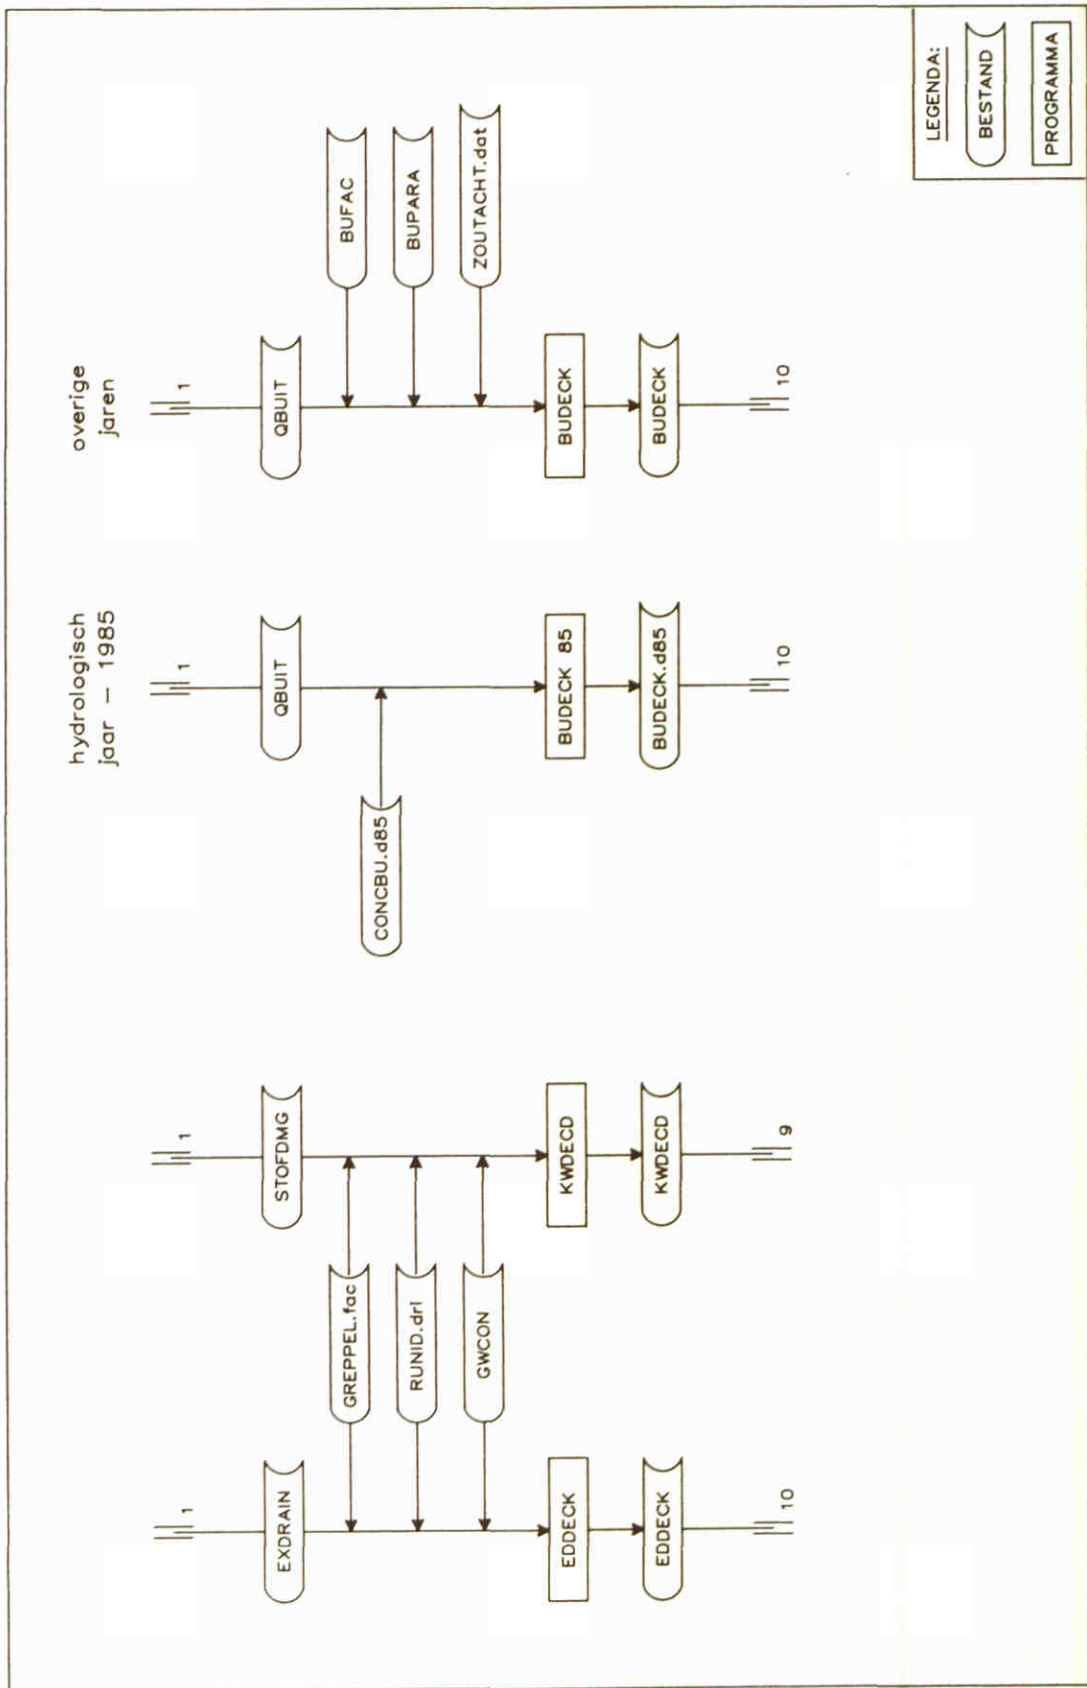 hydrologisch
jaar – 1985
overige
jaren
1
1
1
1
EXDRAIN
STOFDMG
QBUIT
QBUIT
GREPPEL.fac
RUNID.drl
GWCON
CONCBU.d85
BUFAC
BUPARA
ZOUTACHT.dat
EDDECK
KWDECD
BUDECK 85
BUDECK
EDDECK
KWDECD
BUDECK.d85
BUDECK
10
9
10
10
LEGENDA:
BESTAND
PROGRAMMA